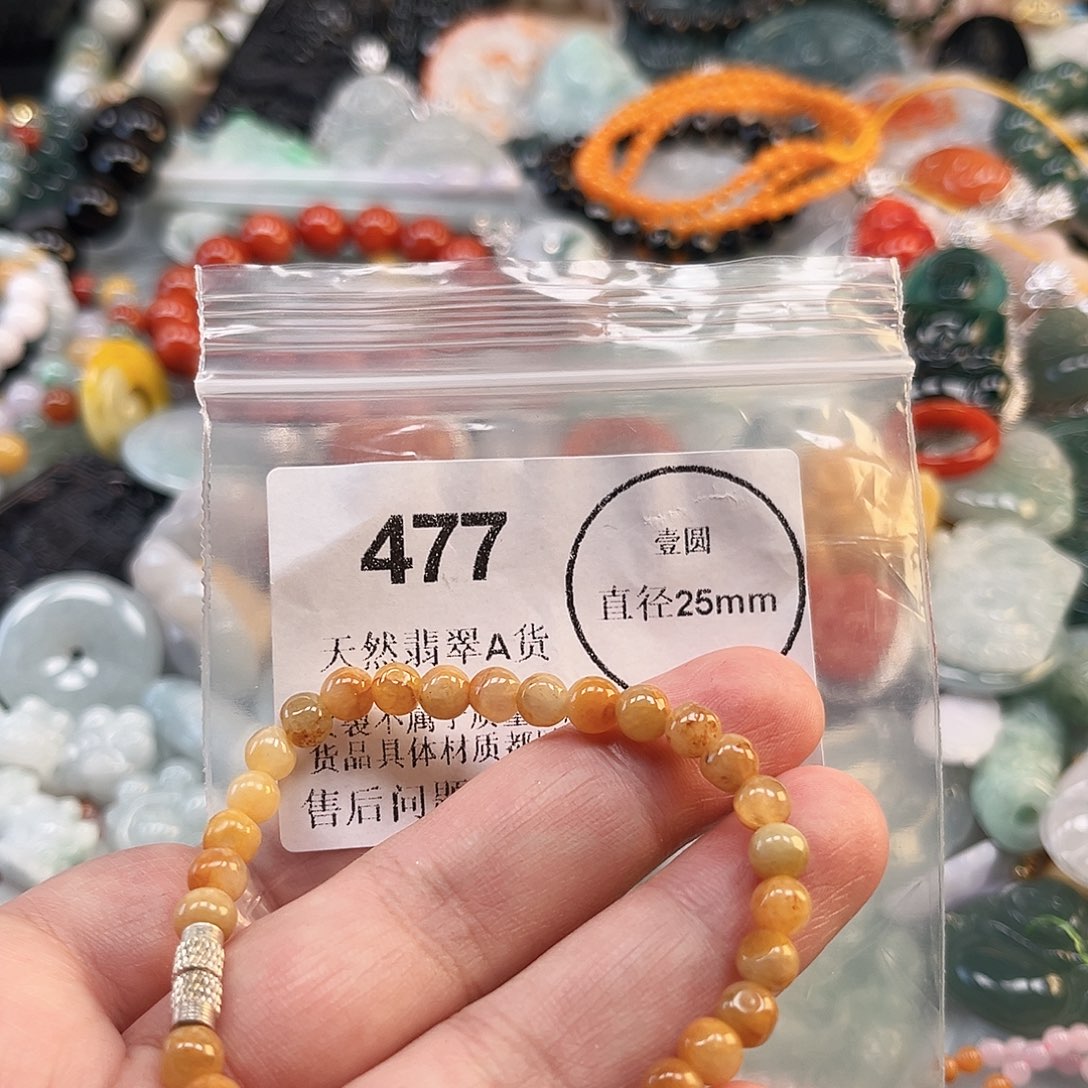 477
壹圆
直径25mm
天然翡翠A货
货品具体材质都
售后问题